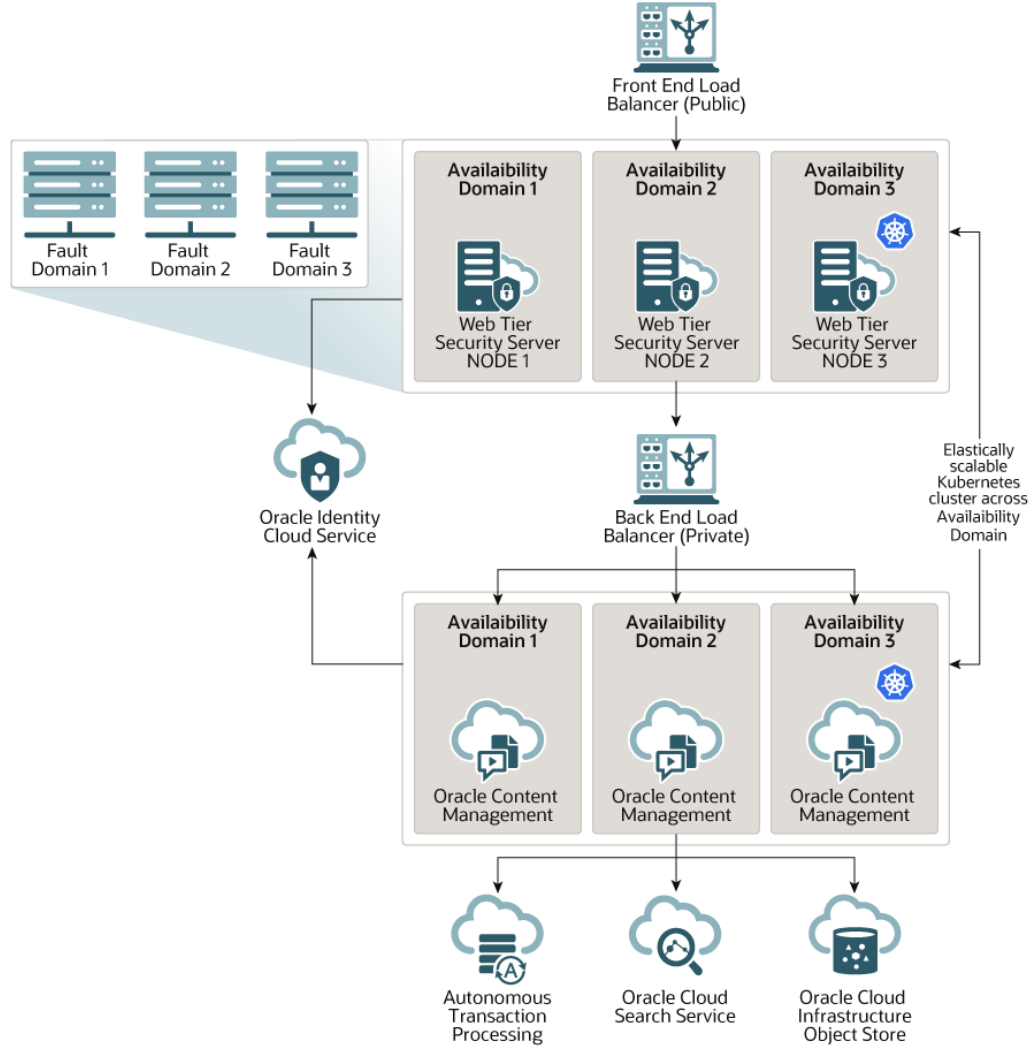 Front End Load
Balancer (Public)
Fault
Domain 1
Fault
Domain 2
Fault
Domain 3
Availaibility
Domain 1
Availaibility
Domain 2
Availaibility
Domain 3
Web Tier
Security Server
NODE 1
Web Tier
Security Server
NODE 2
Web Tier
Security Server
NODE 3
Oracle Identity
Cloud Service
Back End Load
Balancer (Private)
Elastically
scalable
Kubernetes
cluster across
Availability
Domain
Availaibility
Domain 1
Availaibility
Domain 2
Availaibility
Domain 3
Oracle Content
Management
Oracle Content
Management
Oracle Content
Management
Autonomous
Transaction
Processing
A
Oracle Cloud
Search Service
Oracle Cloud
Infrastructure
Object Store